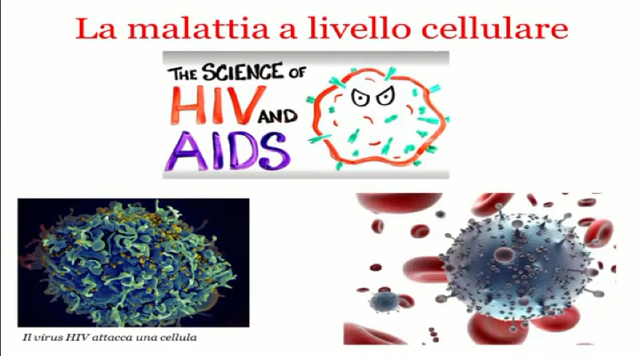 La malattia a livello cellulare
THE SCIENCE OF
HIV AND
AIDS
Il virus HIV attacca una cellula